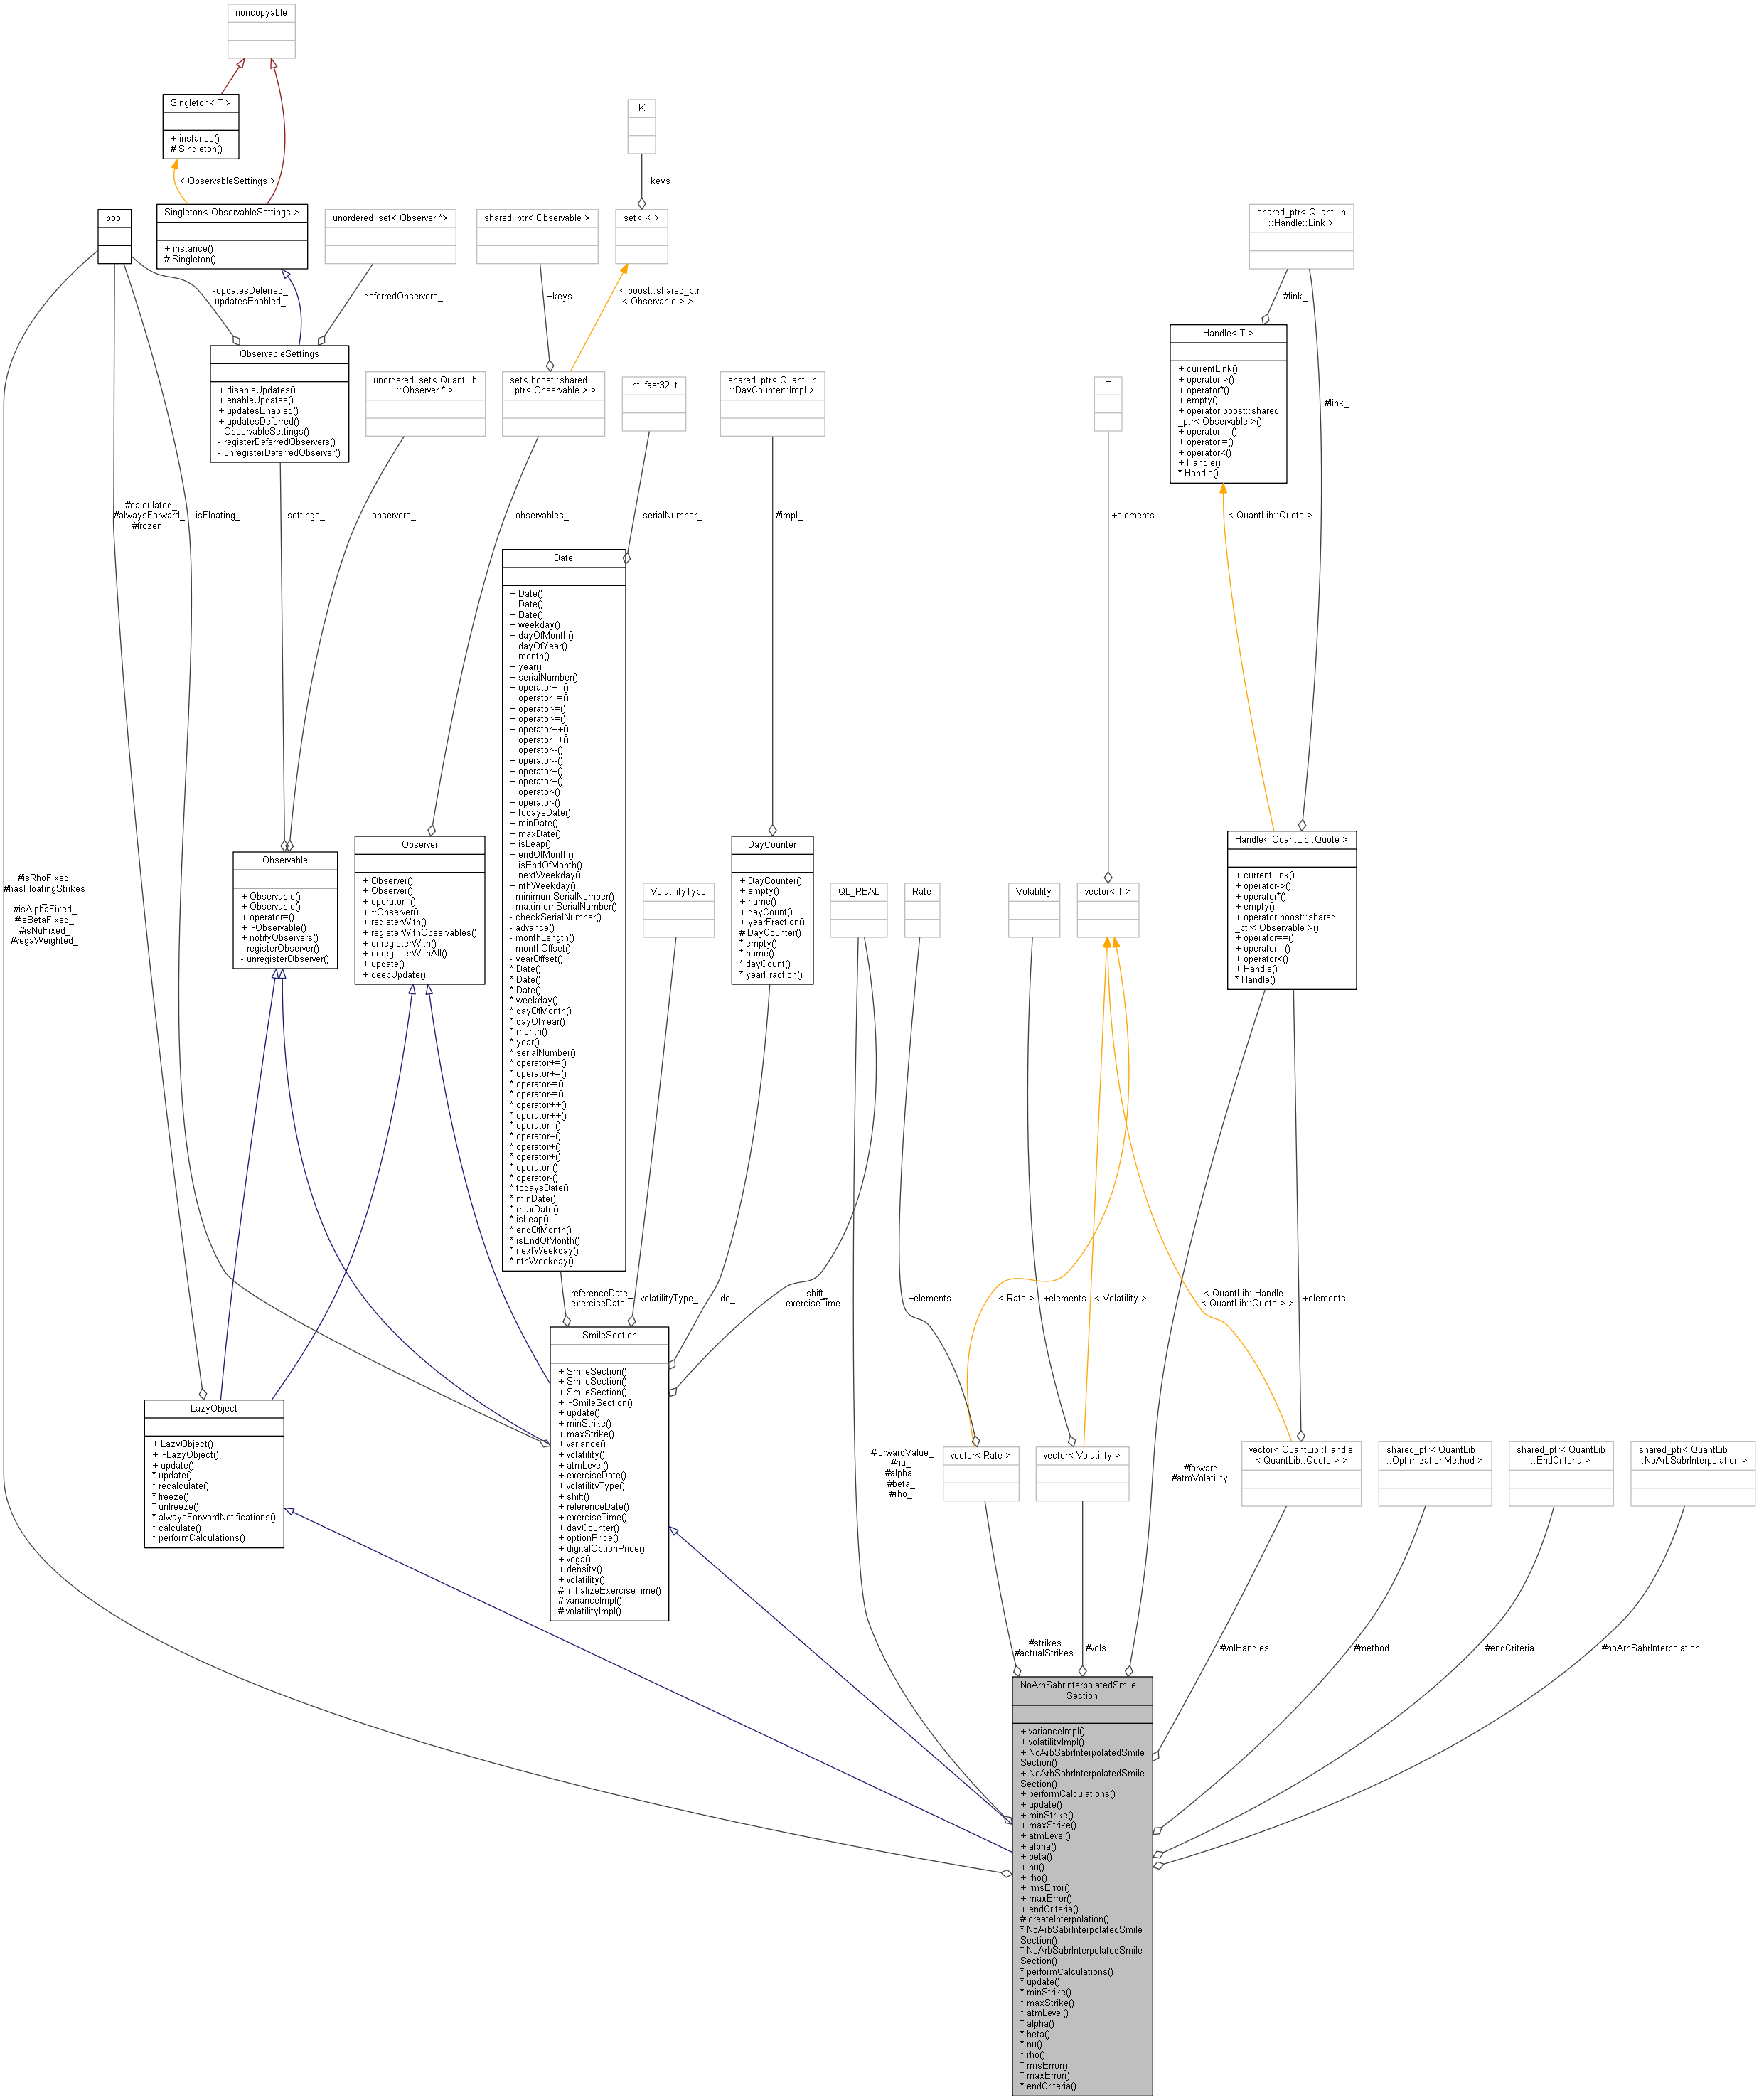 noncopyable
Singleton< T >
+ instance()
# Singleton()
< ObservableSettings >
K
+keys
bool
Singleton< ObservableSettings >
+ instance()
# Singleton()
unordered_set< Observer *>
shared_ptr< Observable >
set< K >
shared_ptr< QuantLib
::Handle::Link >
-updatesDeferred_
-updatesEnabled_
-deferredObservers_
+keys
< boost::shared_ptr
< Observable > >
#link_
ObservableSettings
+ disableUpdates()
+ enableUpdates()
+ updatesEnabled()
+ updatesDeferred()
- ObservableSettings()
- registerDeferredObservers()
- unregisterDeferredObserver()
unordered_set< QuantLib
::Observer * >
set< boost::shared
_ptr< Observable > >
int_fast32_t
shared_ptr< QuantLib
::DayCounter::Impl >
T
Handle< T >
+ currentLink()
+ operator->()
+ operator*()
+ empty()
+ operator boost::shared
_ptr< Observable >()
+ operator==()
+ operator!=()
+ operator<()
+ Handle()
* Handle()
#link_
#calculated_
#alwaysForward_
#frozen_
-isFloating_
-settings_
-observers_
-observables_
-serialNumber_
#impl_
+elements
< QuantLib::Quote >
Date
+ Date()
+ Date()
+ Date()
+ weekday()
+ dayOfMonth()
+ dayOfYear()
+ month()
+ year()
+ serialNumber()
+ operator+=()
+ operator+=()
+ operator-=()
+ operator-=()
+ operator++()
+ operator++()
+ operator--()
+ operator--()
+ operator+()
+ operator+()
+ operator-()
+ operator-()
+ todaysDate()
+ minDate()
+ maxDate()
+ isLeap()
+ endOfMonth()
+ isEndOfMonth()
+ nextWeekday()
+ nthWeekday()
- minimumSerialNumber()
- maximumSerialNumber()
- checkSerialNumber()
- advance()
- monthLength()
- monthOffset()
- yearOffset()
* Date()
* Date()
* Date()
* weekday()
* dayOfMonth()
* dayOfYear()
* month()
* year()
* serialNumber()
* operator+=()
* operator+=()
* operator-=()
* operator-=()
* operator++()
* operator++()
* operator--()
* operator--()
* operator+()
* operator+()
* operator-()
* operator-()
* todaysDate()
* minDate()
* maxDate()
* isLeap()
* endOfMonth()
* isEndOfMonth()
* nextWeekday()
* nthWeekday()
#isRhoFixed_
#hasFloatingStrikes
_
#isAlphaFixed_
#isBetaFixed_
#isNuFixed_
#vegaWeighted_
Observable
+ Observable()
+ Observable()
+ operator=()
+ ~Observable()
+ notifyObservers()
- registerObserver()
- unregisterObserver()
Observer
+ Observer()
+ Observer()
+ operator=()
+ ~Observer()
+ registerWith()
+ registerWithObservables()
+ unregisterWith()
+ unregisterWithAll()
+ update()
+ deepUpdate()
VolatilityType
DayCounter
+ DayCounter()
+ empty()
+ name()
+ dayCount()
+ yearFraction()
# DayCounter()
* empty()
* name()
* dayCount()
* yearFraction()
QL_REAL
Rate
Volatility
vector< T >
Handle< QuantLib::Quote >
+ currentLink()
+ operator->()
+ operator*()
+ empty()
+ operator boost::shared
_ptr< Observable >()
+ operator==()
+ operator!=()
+ operator<()
+ Handle()
* Handle()
-referenceDate_
-exerciseDate_
-volatilityType_
-dc_
-shift_
-exerciseTime_
+elements
< Rate >
+elements
< Volatility >
< QuantLib::Handle
< QuantLib::Quote > >
+elements
SmileSection
+ SmileSection()
+ SmileSection()
+ SmileSection()
+ ~SmileSection()
+ update()
+ minStrike()
+ maxStrike()
+ variance()
+ volatility()
+ atmLevel()
+ exerciseDate()
+ volatilityType()
+ shift()
+ referenceDate()
+ exerciseTime()
+ dayCounter()
+ optionPrice()
+ digitalOptionPrice()
+ vega()
+ density()
+ volatility()
# initializeExerciseTime()
# varianceImpl()
# volatilityImpl()
LazyObject
+ LazyObject()
+ ~LazyObject()
+ update()
* update()
* recalculate()
* freeze()
* unfreeze()
* alwaysForwardNotifications()
* calculate()
* performCalculations()
#forwardValue_
#nu_
#alpha_
#beta_
#rho_
vector< Rate >
vector< Volatility >
#forward_
#atmVolatility_
vector< QuantLib::Handle
< QuantLib::Quote > >
shared_ptr< QuantLib
::OptimizationMethod >
shared_ptr< QuantLib
::EndCriteria >
shared_ptr< QuantLib
::NoArbSabrInterpolation >
#strikes_
#actualStrikes_
#vols_
#volHandles_
#method_
#endCriteria_
#noArbSabrInterpolation_
NoArbSabrInterpolatedSmile
Section
+ varianceImpl()
+ volatilityImpl()
+ NoArbSabrInterpolatedSmile
Section()
+ NoArbSabrInterpolatedSmile
Section()
+ performCalculations()
+ update()
+ minStrike()
+ maxStrike()
+ atmLevel()
+ alpha()
+ beta()
+ nu()
+ rho()
+ rmsError()
+ maxError()
+ endCriteria()
# createInterpolation()
* NoArbSabrInterpolatedSmile
Section()
* NoArbSabrInterpolatedSmile
Section()
* performCalculations()
* update()
* minStrike()
* maxStrike()
* atmLevel()
* alpha()
* beta()
* nu()
* rho()
* rmsError()
* maxError()
* endCriteria()